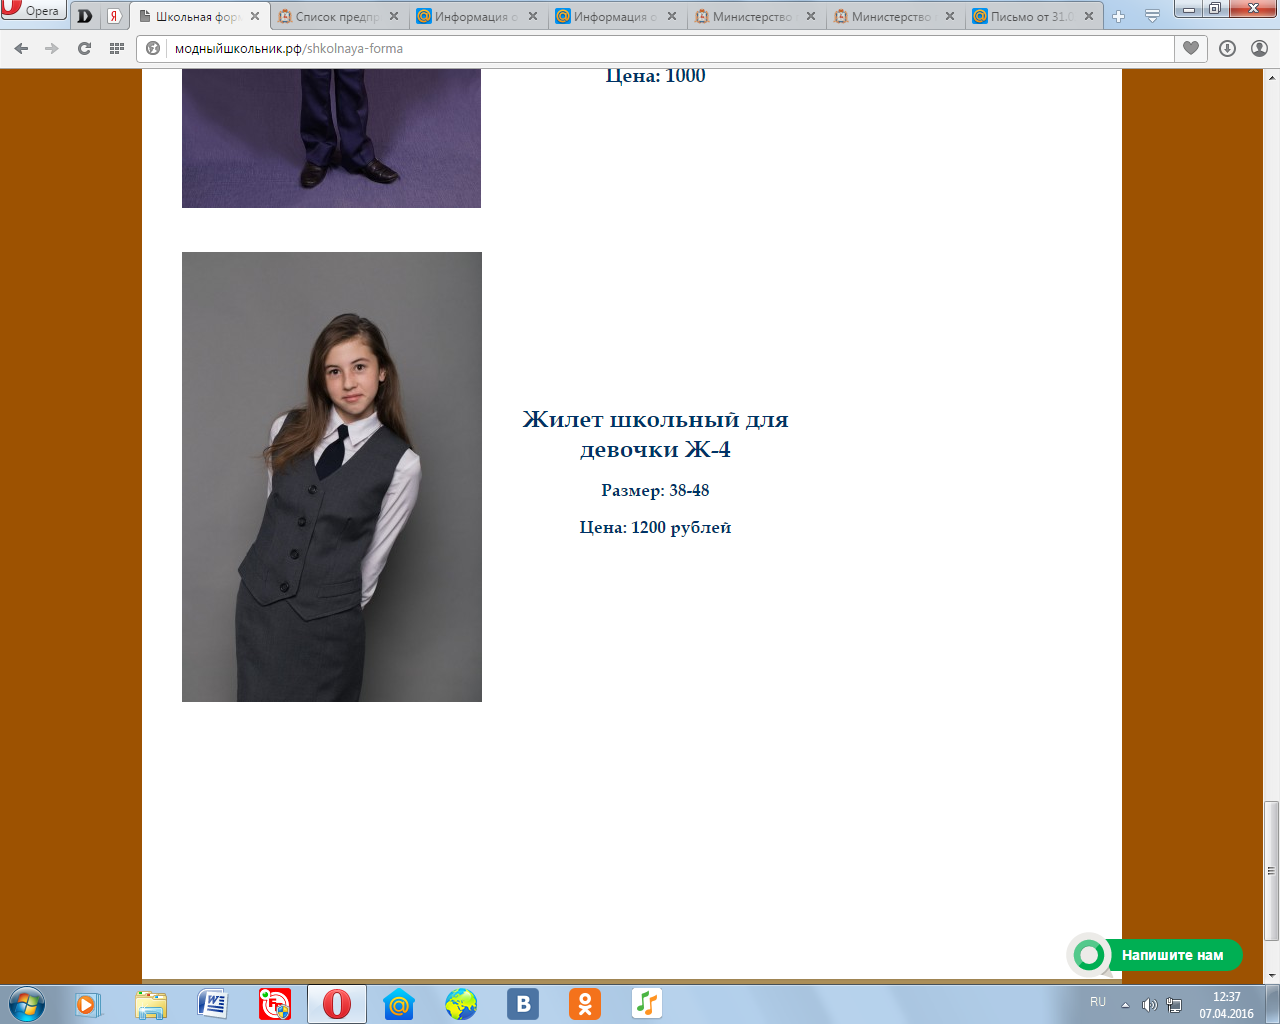 Opera
Школьная фор
Список предпр
Информация о
Информация о
Министерство
Министерство
Письмо от 31.0
модныйшкольник.рф/shkolnaya-forma
Цена: 1000
Жилет школьный для
девочки Ж-4
Размер: 38-48
Цена: 1200 рублей
Напишите нам
RU
12:37
07.04.2016